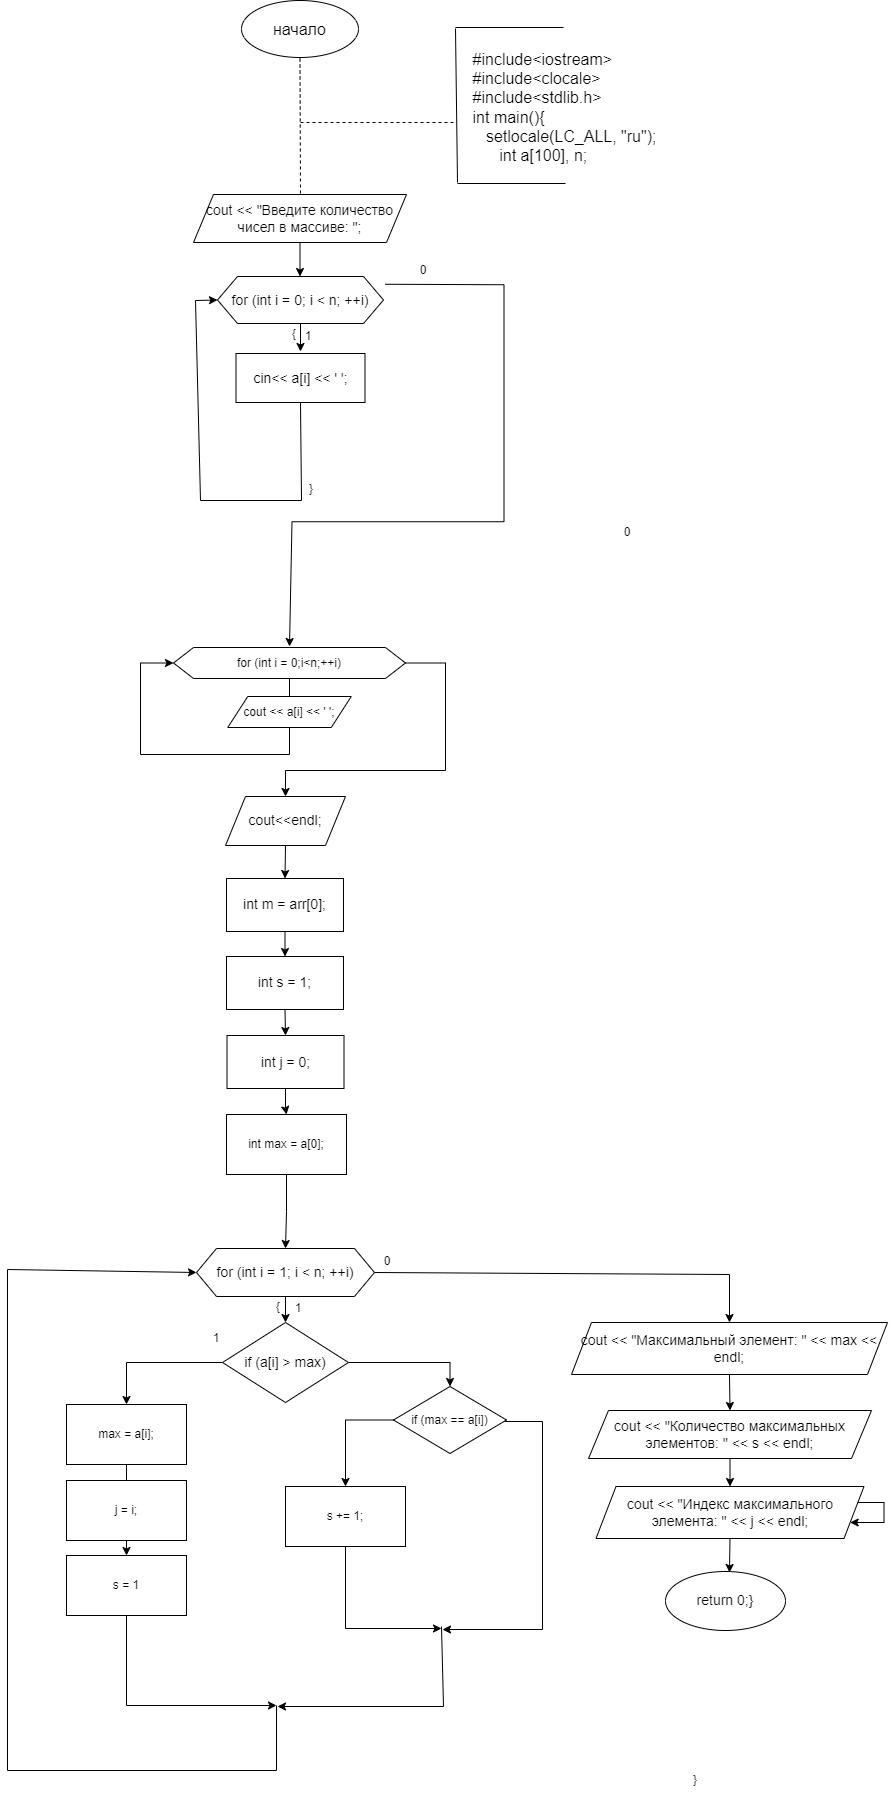 начало
#include<iostream>
#include<clocale>
#include<stdlib.h>
int main(){
setlocale(LC_ALL, "ru");
int a[100], n;
cout << "Введите количество
чисел в массиве: ";
0
for (int i = 0; i < n; ++i)
{ 1
cin<< a[i] << ' ';
}
0
for (int i = 0;i<n;++i)
cout << a[i] << ' ';
cout<<endl;
int m = arr[0];
int s = 1;
int j = 0;
int max = a[0];
0
for (int i = 1; i < n; ++i)
{ 1
1
if (a[i] > max)
cout << "Максимальный элемент: " << max <<
endl;
if (max == a[i])
max = a[i];
cout << "Количество максимальных
элементов: " << s << endl;
j = i;
s += 1;
cout << "Индекс максимального
элемента: " << j << endl;
s = 1
return 0;}
}